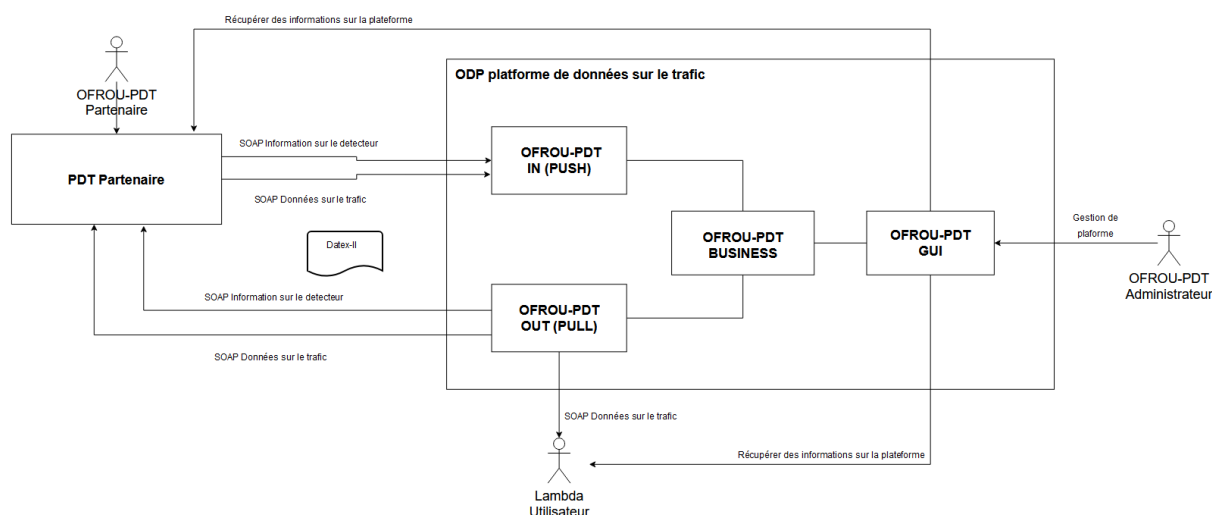 Récupérer des informations sur la plateforme
OFROU-PDT
Partenaire
ODP platforme de données sur le trafic
SOAP Information sur le detecteur
PDT Partenaire
OFROU-PDT
IN (PUSH)
SOAP Données sur le trafic
Datex-II
OFROU-PDT
BUSINESS
OFROU-PDT
GUI
Gestion de
plaforme
OFROU-PDT
Administrateur
SOAP Information sur le detecteur
OFROU-PDT
OUT (PULL)
SOAP Données sur le trafic
SOAP Données sur le trafic
Récupérer des informations sur la plateforme
Lambda
Utilisateur